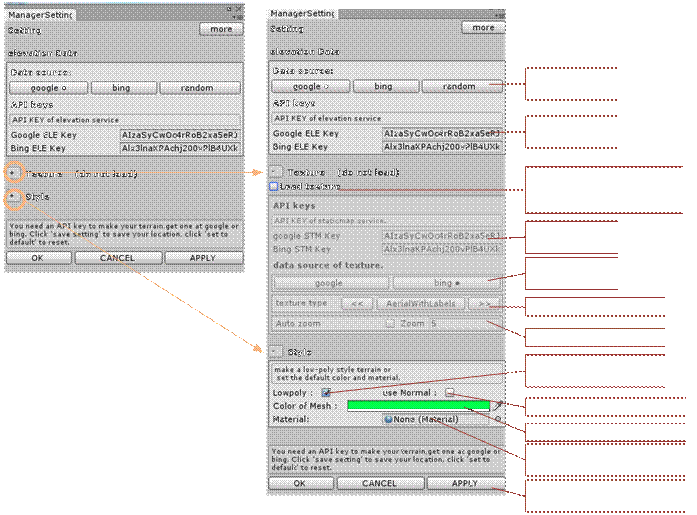 ManagerSetting
Setting
more
elevation Data
Data source:
google
bing
random
API keys
API KEY of elevation service
Google ELE Key
Bing ELE Key
+ Texture (do not load)
+ Style
You need an API key to make your terrain,get one at google or
bing. Click 'save setting' to save your location. click 'set to
default' to reset.
OK
CANCEL
APPLY
ManagerSetting
Setting
more
elevation Data
Data source:
google
bing
random
API keys
API KEY of elevation service
Google ELE Key
Bing ELE Key
- Texture (do not load)
Load texture
API keys
API KEY of staticmap service.
google STM Key
Bing STM Key
data source of texture.
google
bing
texture type
<<
AerialWithLabels
>>
Auto zoom
Zoom 5
- Style
make a low-poly style terrain or
set the default color and material.
Lowpoly :
use Normal :
Color of Mesh :
Material:
None (Material)
You need an API key to make your terrain,get one at google or
bing. Click 'save setting' to save your location. click 'set to
default' to reset.
OK
CANCEL
APPLY